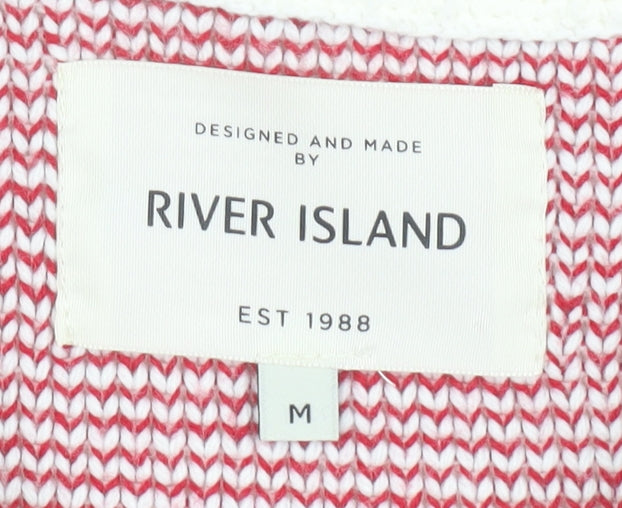 DESIGNED AND MADE
BY
RIVER ISLAND
EST 1988
M